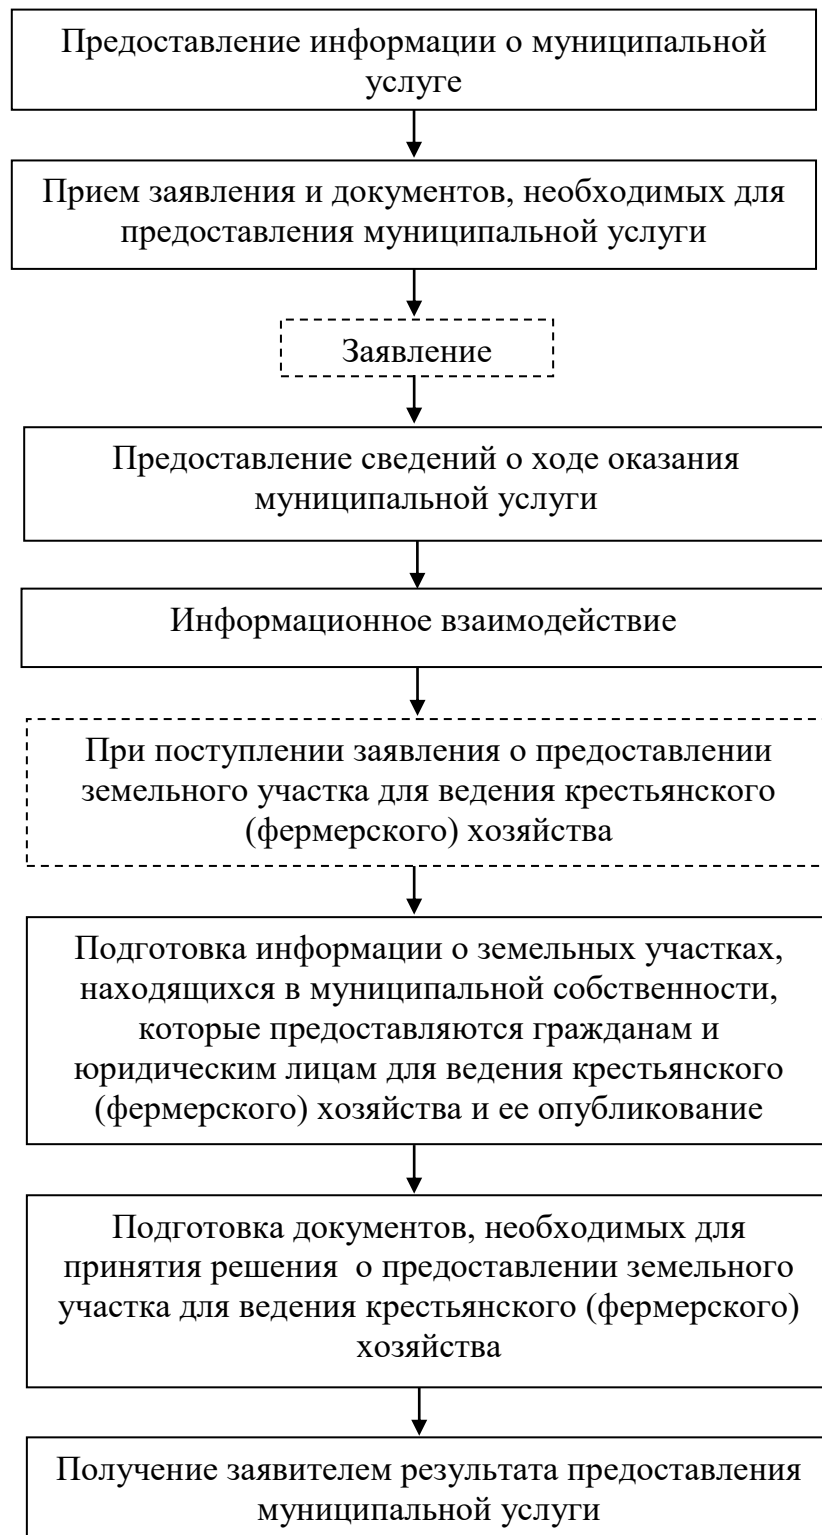 Предоставление информации о муниципальной
услуге
Прием заявления и документов, необходимых для
предоставления муниципальной услуги
Заявление
Предоставление сведений о ходе оказания
муниципальной услуги
Информационное взаимодействие
При поступлении заявления о предоставлении
земельного участка для ведения крестьянского
(фермерского) хозяйства
Подготовка информации о земельных участках,
находящихся в муниципальной собственности,
которые предоставляются гражданам и
юридическим лицам для ведения крестьянского
(фермерского) хозяйства и ее опубликование
Подготовка документов, необходимых для
принятия решения о предоставлении земельного
участка для ведения крестьянского (фермерского)
хозяйства
Получение заявителем результата предоставления
муниципальной услуги